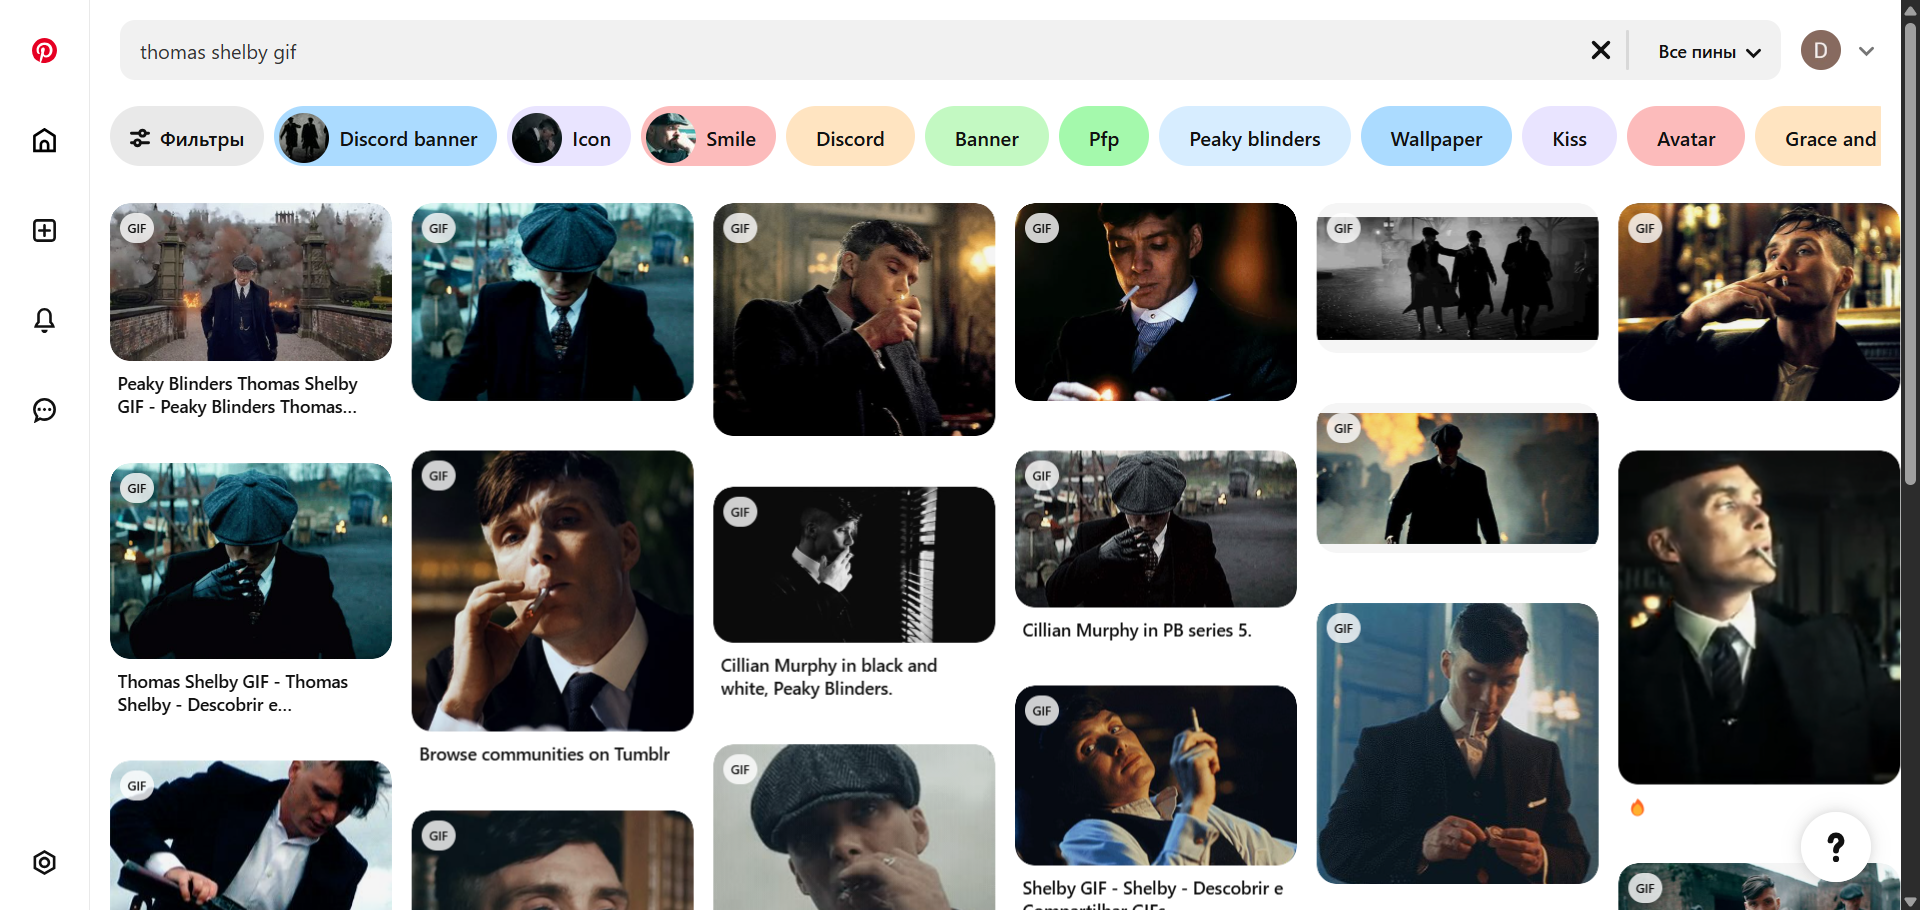 thomas shelby gif
Все пины
D
Фильтры
Discord banner
Icon
Smile
Discord
Banner
Pfp
Peaky blinders
Wallpaper
Kiss
Avatar
Grace and
GIF
GIF
GIF
GIF
GIF
GIF
Peaky Blinders Thomas Shelby
GIF - Peaky Blinders Thomas...
GIF
GIF
GIF
GIF
GIF
Cillian Murphy in PB series 5.
GIF
Thomas Shelby GIF - Thomas
Shelby - Descobrir e...
Cillian Murphy in black and
white, Peaky Blinders.
GIF
Browse communities on Tumblr
GIF
GIF
🔥
?
GIF
GIF
Shelby GIF - Shelby - Descobrir e
Compartilhar GIFs